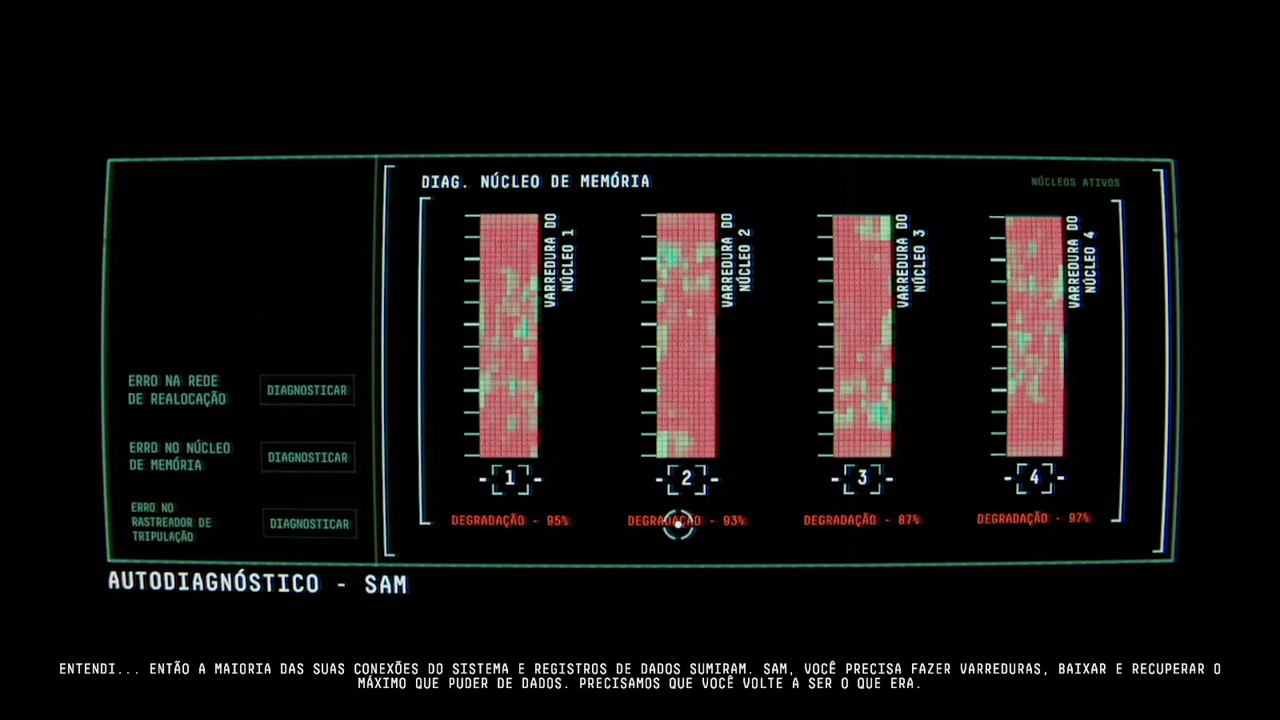 DIAG. NÚCLEO DE MEMÓRIA
NÚCLEOS ATIVOS
VARREDURA DO
NÚCLEO 1
VARREDURA DO
NÚCLEO 2
VARREDURA DO
NÚCLEO 3
VARREDURA DO
NÚCLEO 4
1
2
3
4
DEGRADAÇÃO - 95%
DEGRADAÇÃO - 93%
DEGRADAÇÃO - 87%
DEGRADAÇÃO - 97%
ERRO NA REDE
DE REALOCAÇÃO
DIAGNOSTICAR
ERRO NO NÚCLEO
DE MEMÓRIA
DIAGNOSTICAR
ERRO NO
RASTREADOR DE
TRIPULAÇÃO
DIAGNOSTICAR
AUTODIAGNÓSTICO - SAM
ENTENDI... ENTÃO A MAIORIA DAS SUAS CONEXÕES DO SISTEMA E REGISTROS DE DADOS SUMIRAM. SAM, VOCÊ PRECISA FAZER VARREDURAS, BAIXAR E RECUPERAR O
MÁXIMO QUE PUDER DE DADOS. PRECISAMOS QUE VOCÊ VOLTE A SER O QUE ERA.